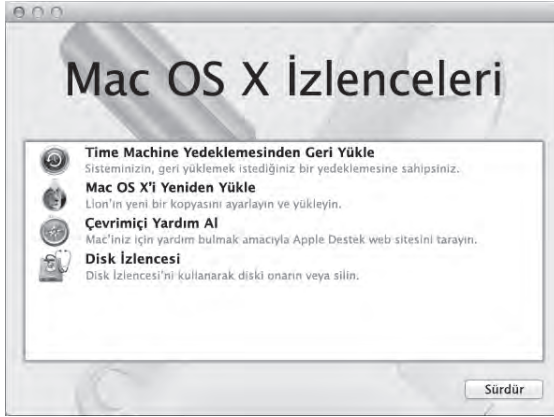 Mac OS X İzlenceleri
Time Machine Yedeklemesinden Geri Yükle
Sisteminizin, geri yüklemek istediğiniz bir yedeklemesine sahipsiniz.
Mac OS X'i Yeniden Yükle
Lion'ın yeni bir kopyasını ayarlayın ve yükleyin.
Çevrimiçi Yardım Al
Mac'iniz için yardım bulmak amacıyla Apple Destek web sitesini tarayın.
Disk İzlencesi
Disk İzlencesi'ni kullanarak diski onarın veya silin.
Sürdür